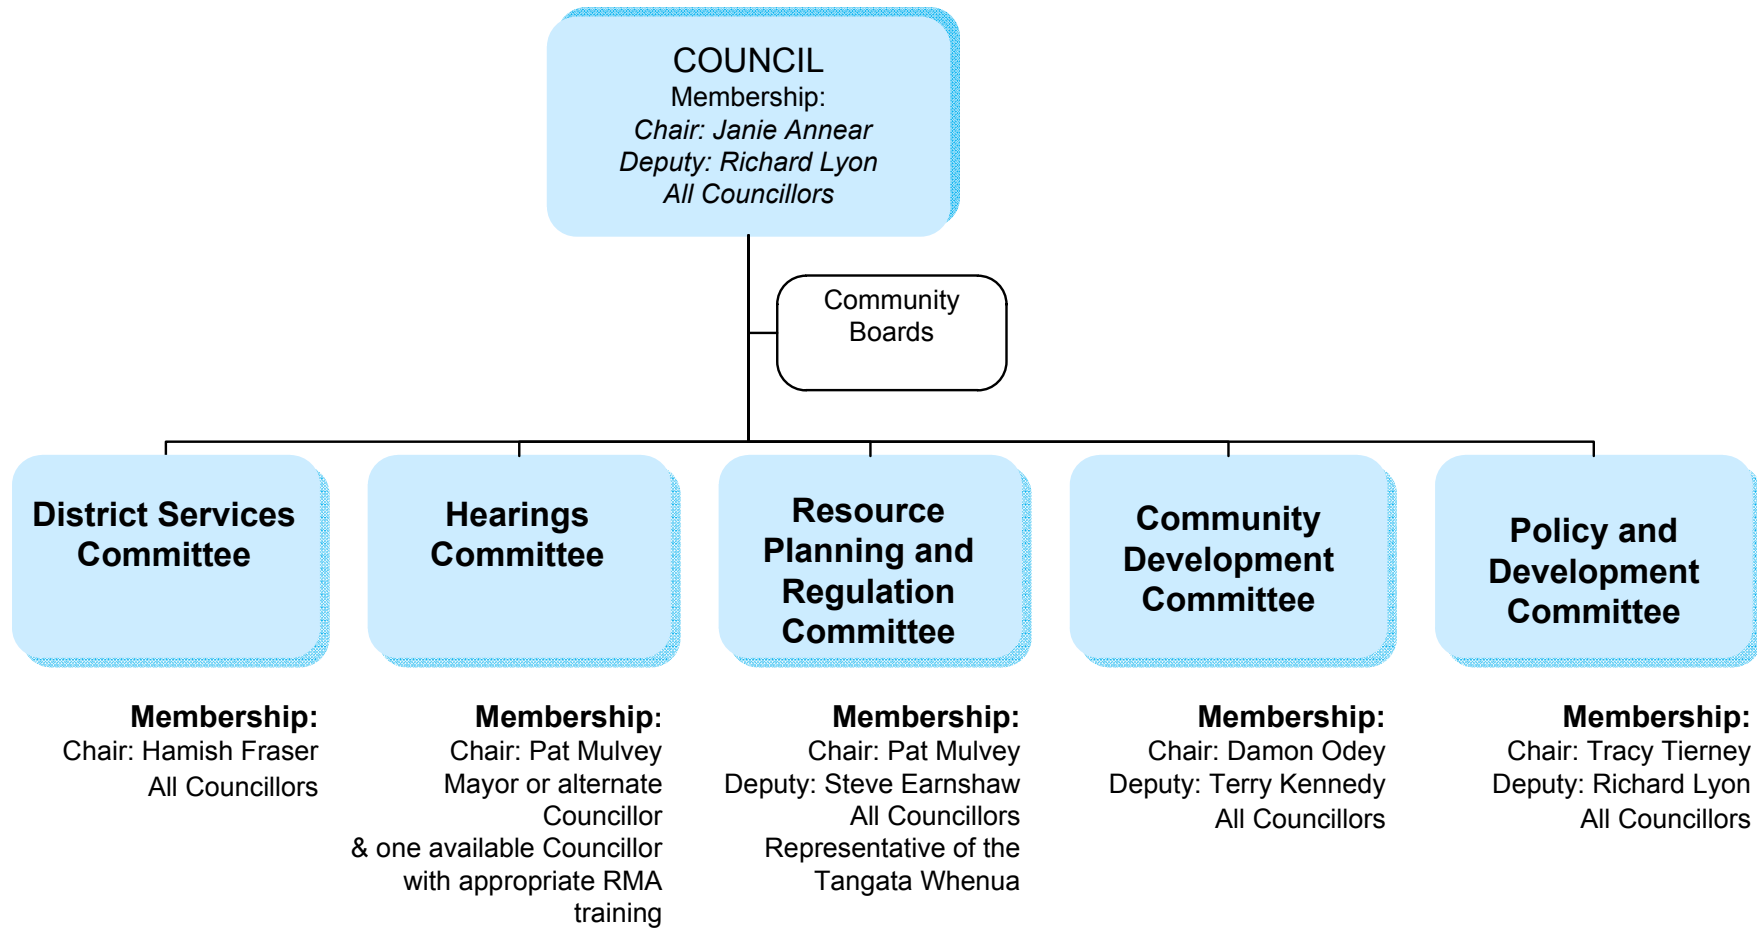 COUNCIL
Membership:
Chair: Janie Annear
Deputy: Richard Lyon
All Councillors
Community
Boards
District Services
Committee
Hearings
Committee
Resource
Planning and
Regulation
Committee
Community
Development
Committee
Policy and
Development
Committee
Membership:
Chair: Hamish Fraser
All Councillors
Membership:
Chair: Pat Mulvey
Mayor or alternate
Councillor
& one available Councillor
with appropriate RMA
training
Membership:
Chair: Pat Mulvey
Deputy: Steve Earnshaw
All Councillors
Representative of the
Tangata Whenua
Membership:
Chair: Damon Odey
Deputy: Terry Kennedy
All Councillors
Membership:
Chair: Tracy Tierney
Deputy: Richard Lyon
All Councillors